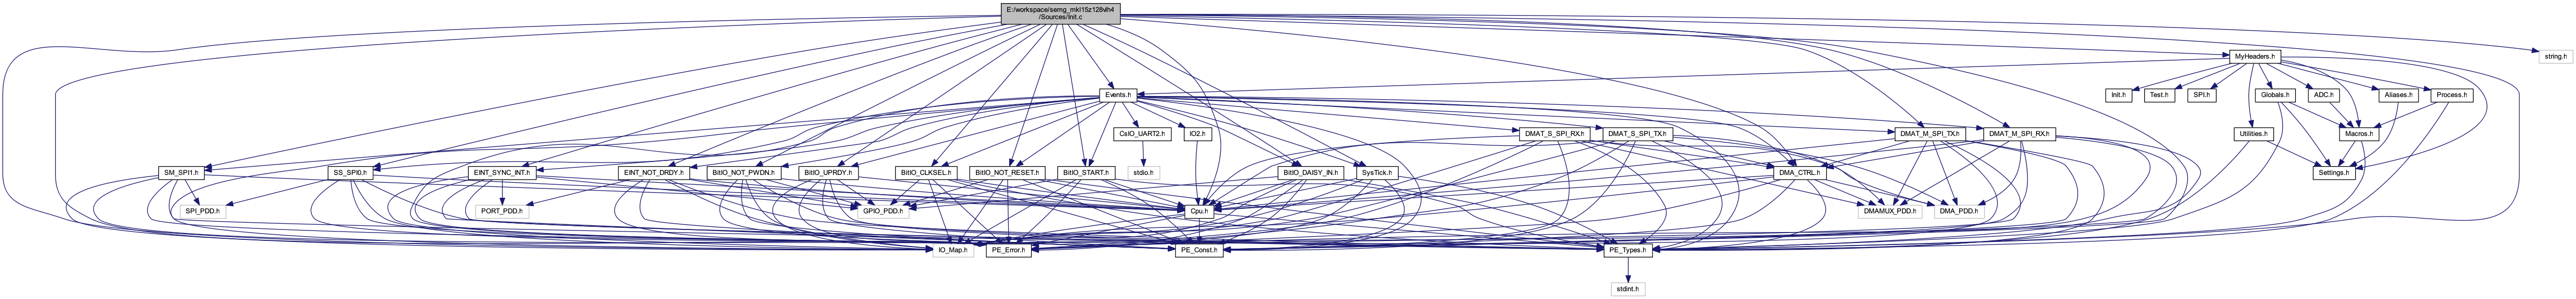 E:/workspace/semg_mkl15z128vlh4
/Sources/Init.c
string.h
MyHeaders.h
Events.h
Init.h
Test.h
SPI.h
Globals.h
ADC.h
Aliases.h
Process.h
CsIO_UART2.h
IO2.h
DMAT_S_SPI_RX.h
DMAT_S_SPI_TX.h
DMAT_M_SPI_TX.h
DMAT_M_SPI_RX.h
Utilities.h
Macros.h
SM_SPI1.h
SS_SPI0.h
EINT_SYNC_INT.h
EINT_NOT_DRDY.h
BitIO_NOT_PWDN.h
BitIO_UPRDY.h
BitIO_CLKSEL.h
BitIO_NOT_RESET.h
BitIO_START.h
stdio.h
BitIO_DAISY_IN.h
SysTick.h
DMA_CTRL.h
Settings.h
SPI_PDD.h
PORT_PDD.h
GPIO_PDD.h
Cpu.h
DMAMUX_PDD.h
DMA_PDD.h
IO_Map.h
PE_Error.h
PE_Const.h
PE_Types.h
stdint.h